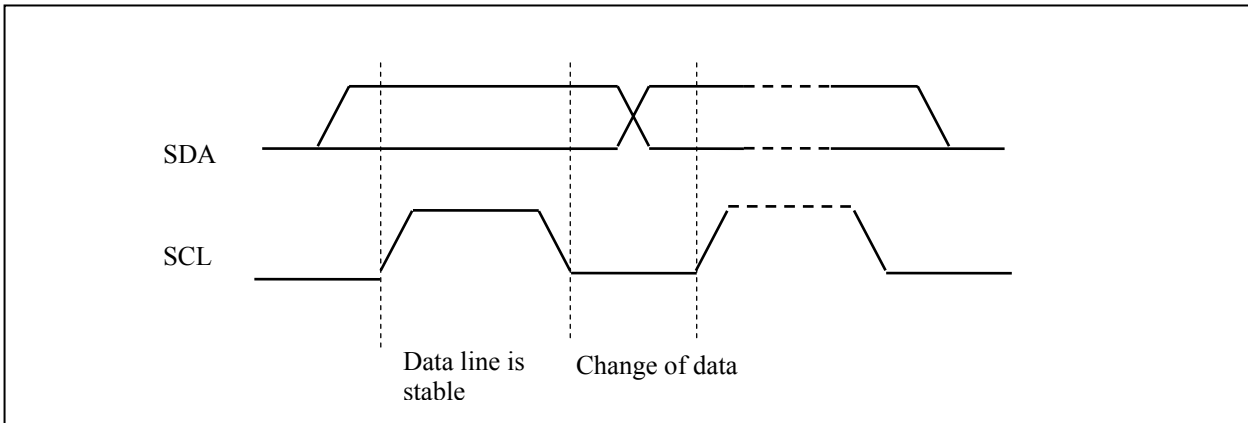 SDA
SCL
Data line is
stable
Change of data